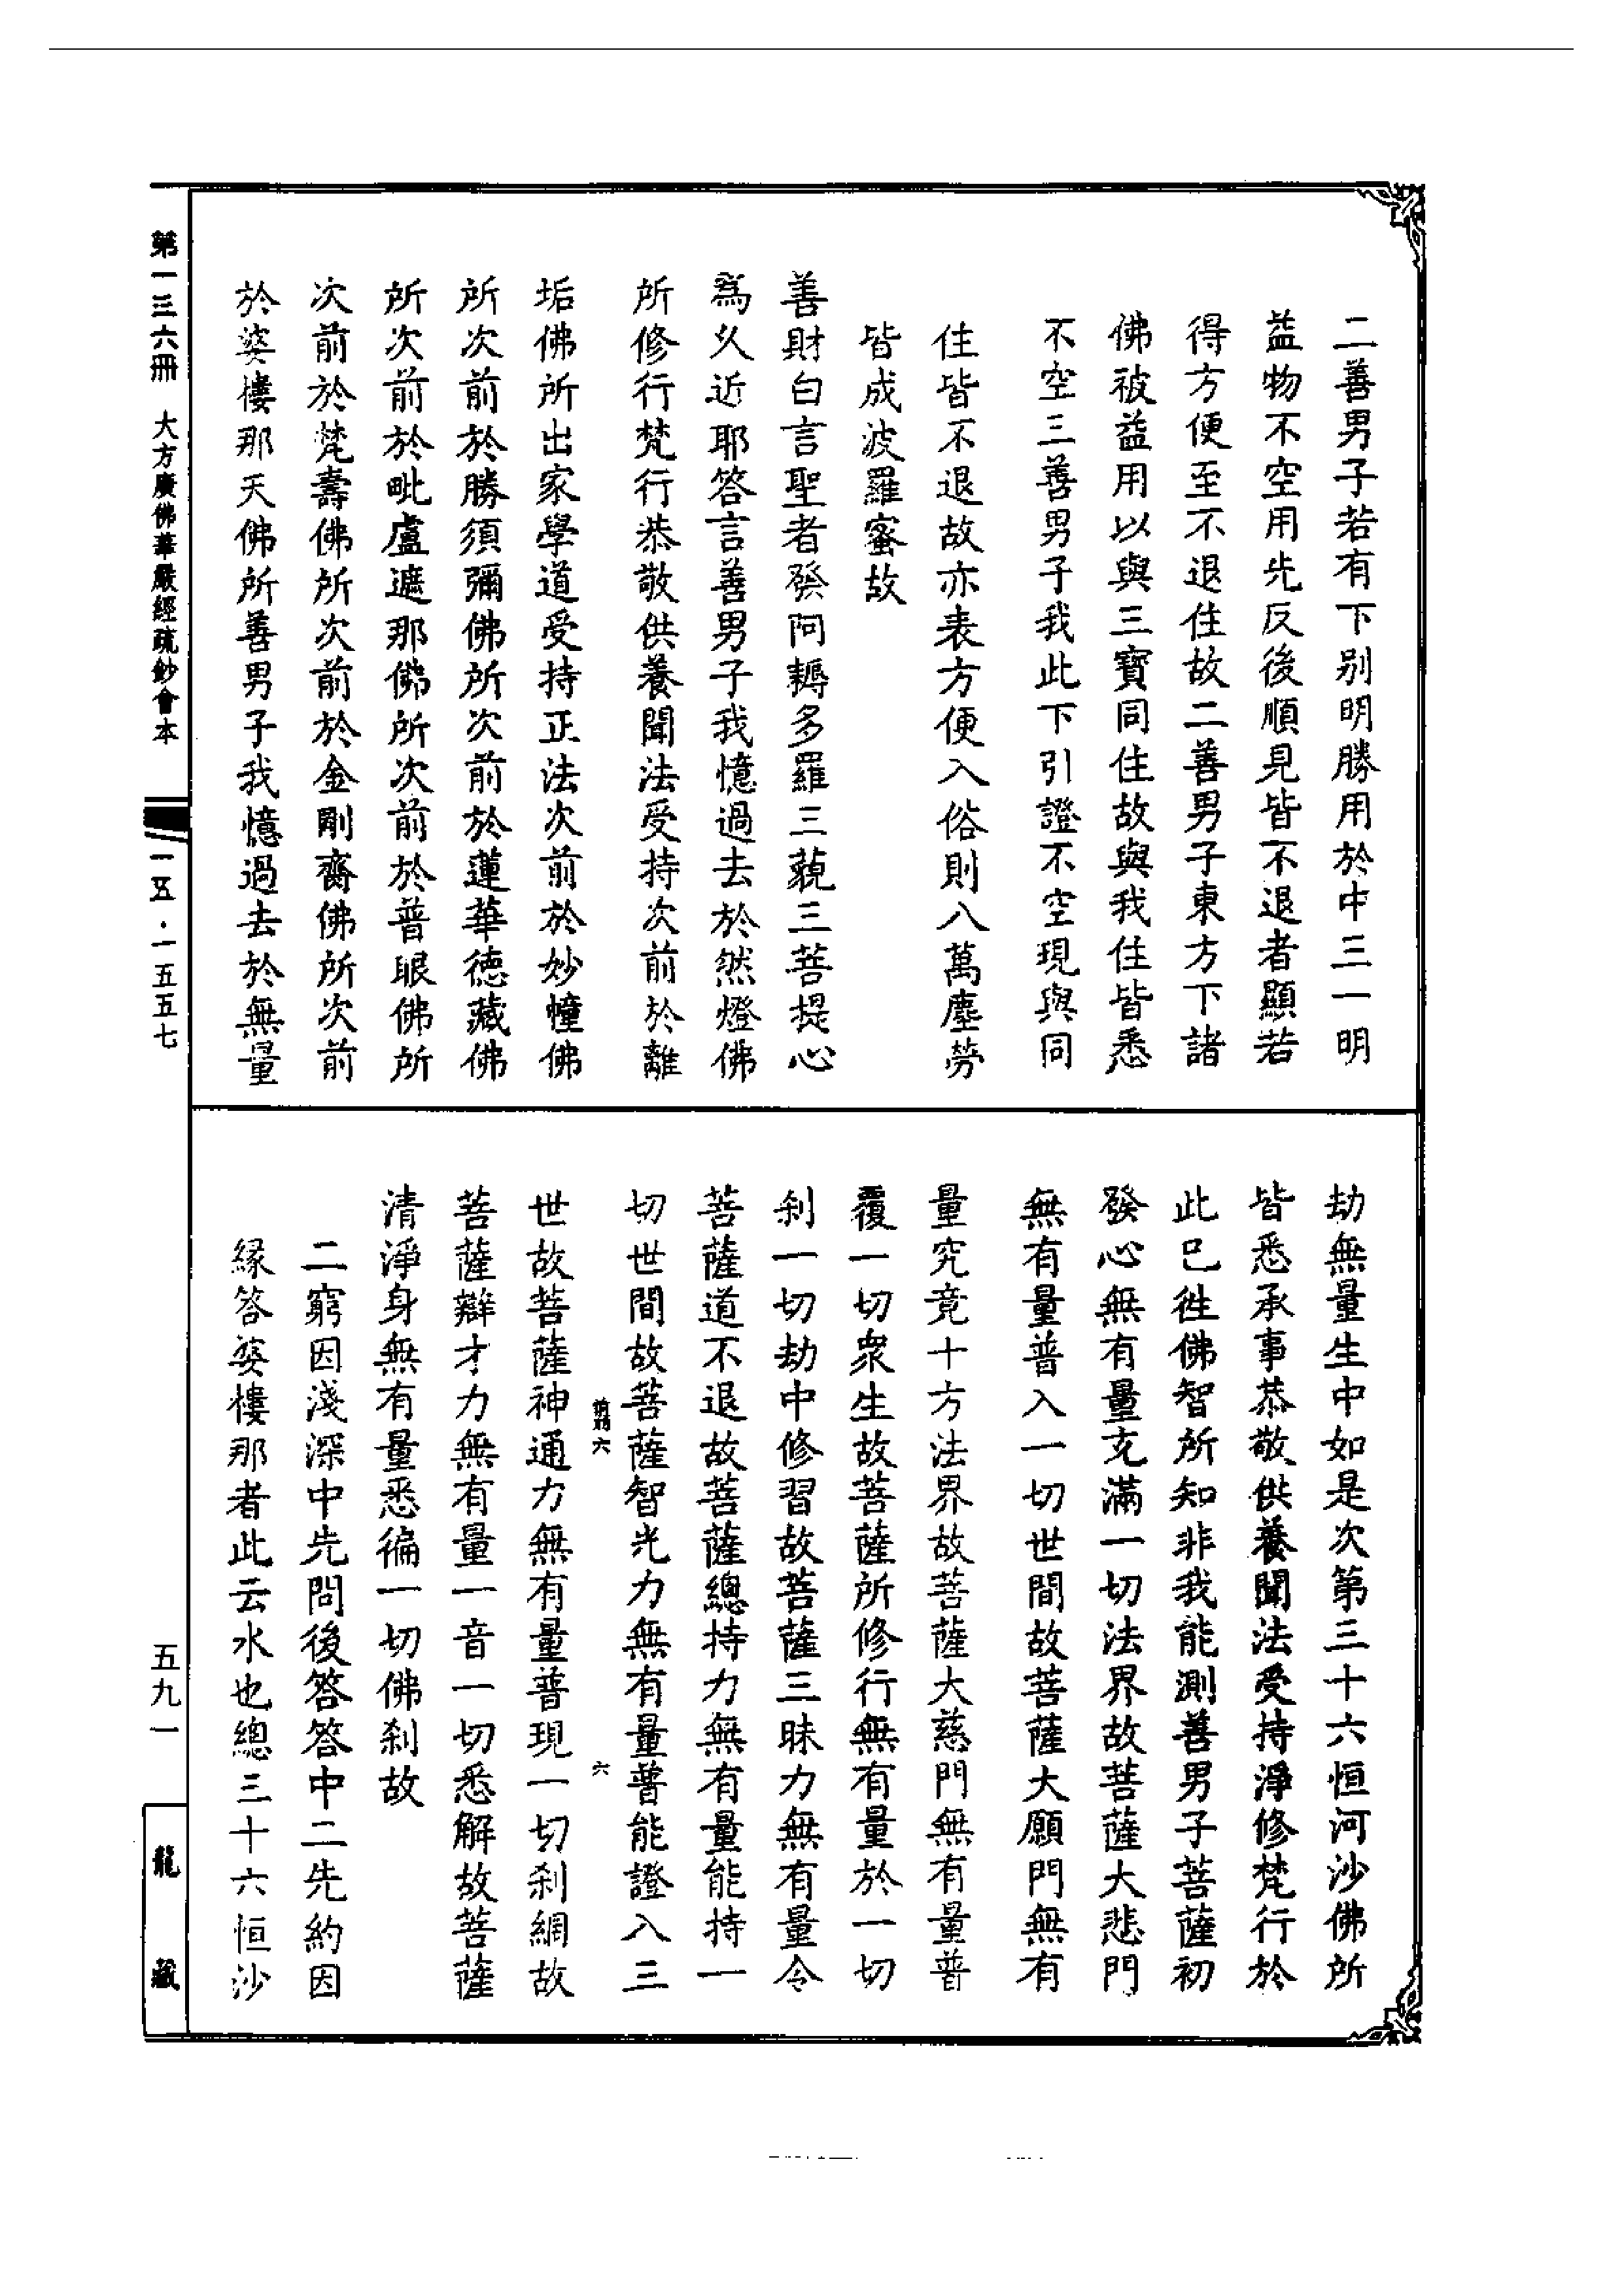 二善男子若有下别明勝用於中三一明
益物不空用先反後順見皆不退者顯若
得方便至不退住故二善男子東方下諸
佛被益用以與三寶同住故與我住皆悉
不空三善男子我此下引證不空現與同
住皆不退故亦表方便入俗則八萬塵勞
皆成波羅蜜故
善財白言聖者發阿耨多羅三藐三菩提心
爲久近耶答言善男子我憶過去於然燈佛
所修行梵行恭敬供養聞法受持次前於離
垢佛所出家學道受持正法次前於妙幢佛
所次前於勝須彌佛所次前於蓮華德藏佛
所次前於毗盧遮那佛所次前於普眼佛所
次前於梵壽佛所次前於金剛齋佛所次前
於婆樓那天佛所善男子我憶過去於無量
劫無量生中如是次第三十六恒河沙佛所
皆悉承事恭敬供養聞法受持淨修梵行於
此已徃佛智所知非我能測善男子菩薩初
發心無有量充滿一切法界故菩薩大悲門
無有量普入一切世間故菩薩大願門無有
量究竟十方法界故菩薩大慈門無有量普
覆一切衆生故菩薩所修行無有量於一切
刹一切劫中修習故菩薩三昧力無有量令
菩薩道不退故菩薩總持力無有量能持一
切世間故菩薩智光力無有量普能證入三
六
六
世故菩薩神通力無有量普現一切刹網故
菩薩辯才力無有量一音一切悉解故菩薩
清淨身無有量悉徧一切佛刹故
二窮因淺深中先問後答答中二先約因
緣答婆樓那者此云水也總三十六恒沙
第一三六冊 大方廣佛華嚴經疏鈔會本
一五·一五五七
五九一
龍藏